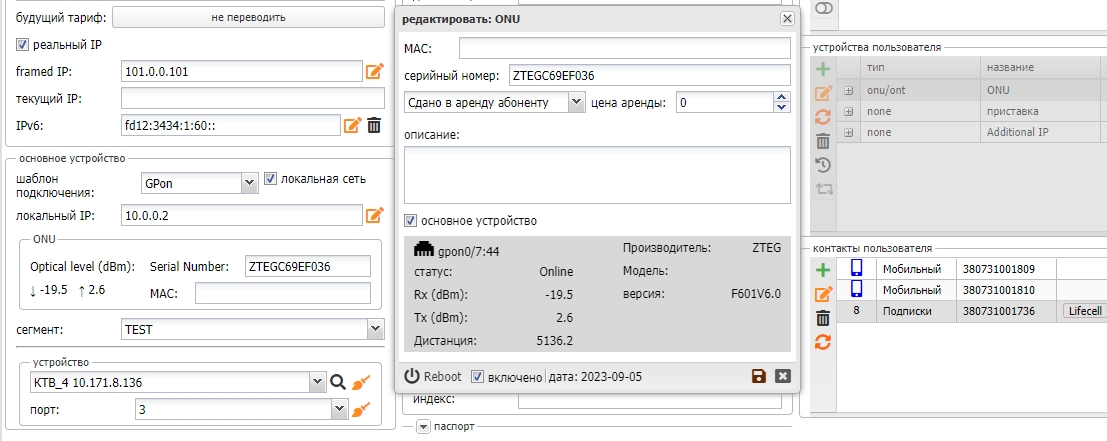 будущий тариф: не переводить
реальный IP
framed IP: 101.0.0.101
текущий IP:
IPv6: fd12:3434:1:60::
основное устройство
шаблон подключения: GPon локальная сеть
локальный IP: 10.0.0.2
ONU
Optical level (dBm): Serial Number: ZTEGC69EF036
↓ -19.5 ↑ 2.6 MAC:
сегмент: TEST
устройство
КТВ_4 10.171.8.136
порт: 3
редактировать: ONU
MAC:
серийный номер: ZTEGC69EF036
Сдано в аренду абоненту цена аренды: 0
описание:
основное устройство
gpon0/7:44 Производитель: ZTEG
статус: Online Модель:
Rx (dBm): -19.5 версия: F601V6.0
Tx (dBm): 2.6
Дистанция: 5136.2
Reboot включено дата: 2023-09-05
индекс:
паспорт
устройства пользователя
тип название
onu/ont ONU
none приставка
none Additional IP
контакты пользователя
Мобильный 380731001809
Мобильный 380731001810
8 Подписки 380731001736 Lifecell